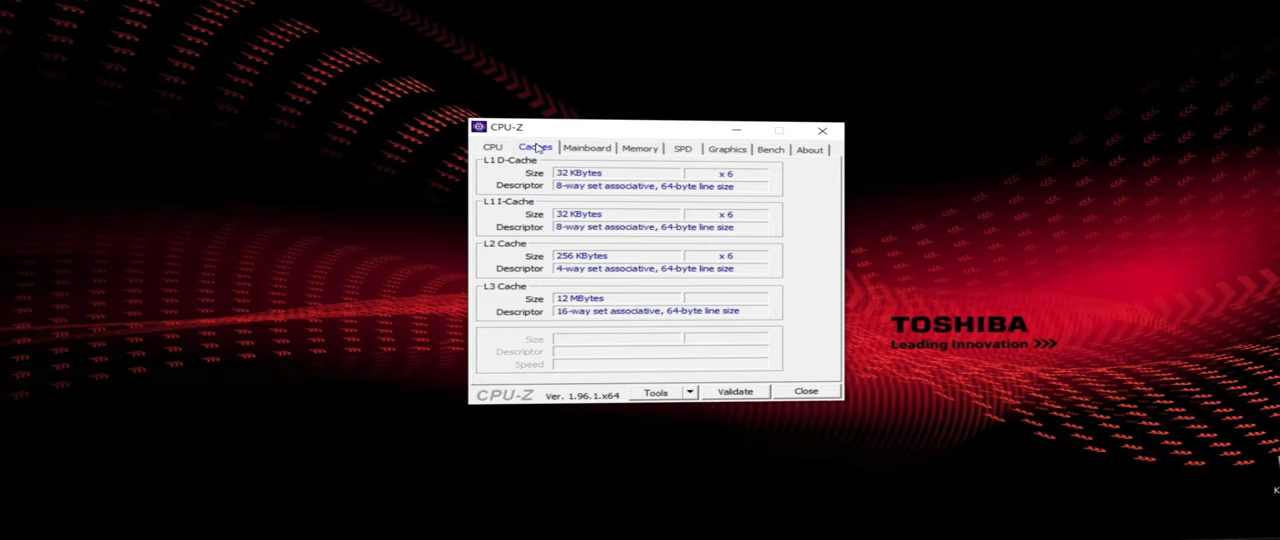 CPU-Z
CPU Caches Mainboard Memory SPD Graphics Bench About
L1 D-Cache
Size 32 KBytes x 6
Descriptor 8-way set associative, 64-byte line size
L1 I-Cache
Size 32 KBytes x 6
Descriptor 8-way set associative, 64-byte line size
L2 Cache
Size 256 KBytes x 6
Descriptor 4-way set associative, 64-byte line size
L3 Cache
Size 12 MBytes
Descriptor 16-way set associative, 64-byte line size
Size
Descriptor
Speed
CPU-Z Ver. 1.96.1.x64 Tools Validate Close
TOSHIBA
Leading Innovation >>>
K